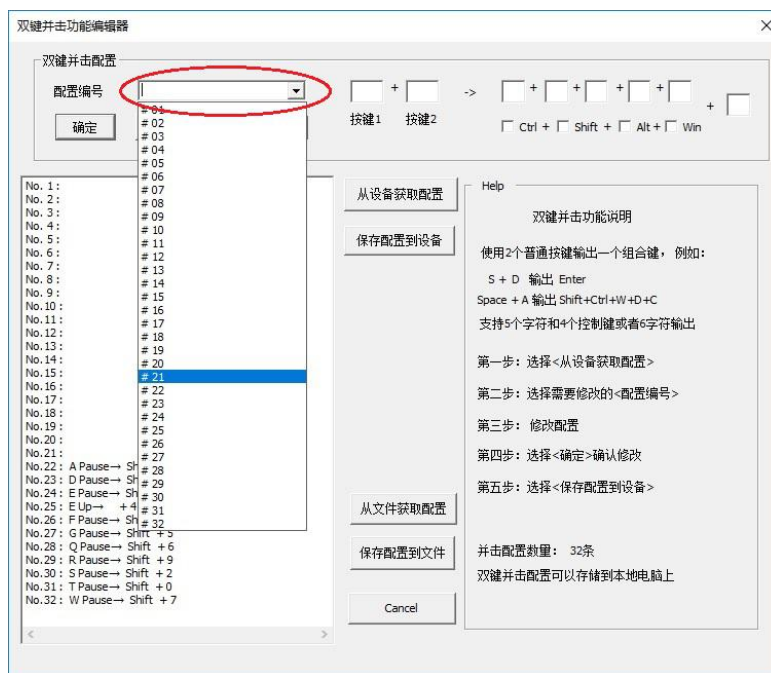 双键并击功能编辑器
双键并击配置
配置编号
+
->
+ + + + +
按键1 按键2
确定
Ctrl + Shift + Alt + Win
# 01
# 02
# 03
# 04
# 05
# 06
# 07
# 08
# 09
# 10
# 11
# 12
# 13
# 14
# 15
# 16
# 17
# 18
# 19
# 20
# 21
# 22
# 23
# 24
# 25
# 26
# 27
# 28
# 29
# 30
# 31
# 32
No. 1:
No. 2:
No. 3:
No. 4:
No. 5:
No. 6:
No. 7:
No. 8:
No. 9:
No.10:
No.11:
No.12:
No.13:
No.14:
No.15:
No.16:
No.17:
No.18:
No.19:
No.20:
No.21:
No.22: A Pause→ Sh
No.23: D Pause→ Sh
No.24: E Pause→ Sh
No.25: E Up→ + 4
No.26: F Pause→ Sh
No.27: G Pause→ Shift + 5
No.28: Q Pause→ Shift + 6
No.29: R Pause→ Shift + 9
No.30: S Pause→ Shift + 2
No.31: T Pause→ Shift + 0
No.32: W Pause→ Shift + 7
从设备获取配置
保存配置到设备
从文件获取配置
保存配置到文件
Cancel
Help
双键并击功能说明
使用2个普通按键输出一个组合键，例如：
S + D 输出 Enter
Space + A 输出 Shift+Ctrl+W+D+C
支持5个字符和4个控制键或者6字符输出
第一步：选择<从设备获取配置>
第二步：选择需要修改的<配置编号>
第三步：修改配置
第四步：选择<确定>确认修改
第五步：选择<保存配置到设备>
并击配置数量： 32条
双键并击配置可以存储到本地电脑上